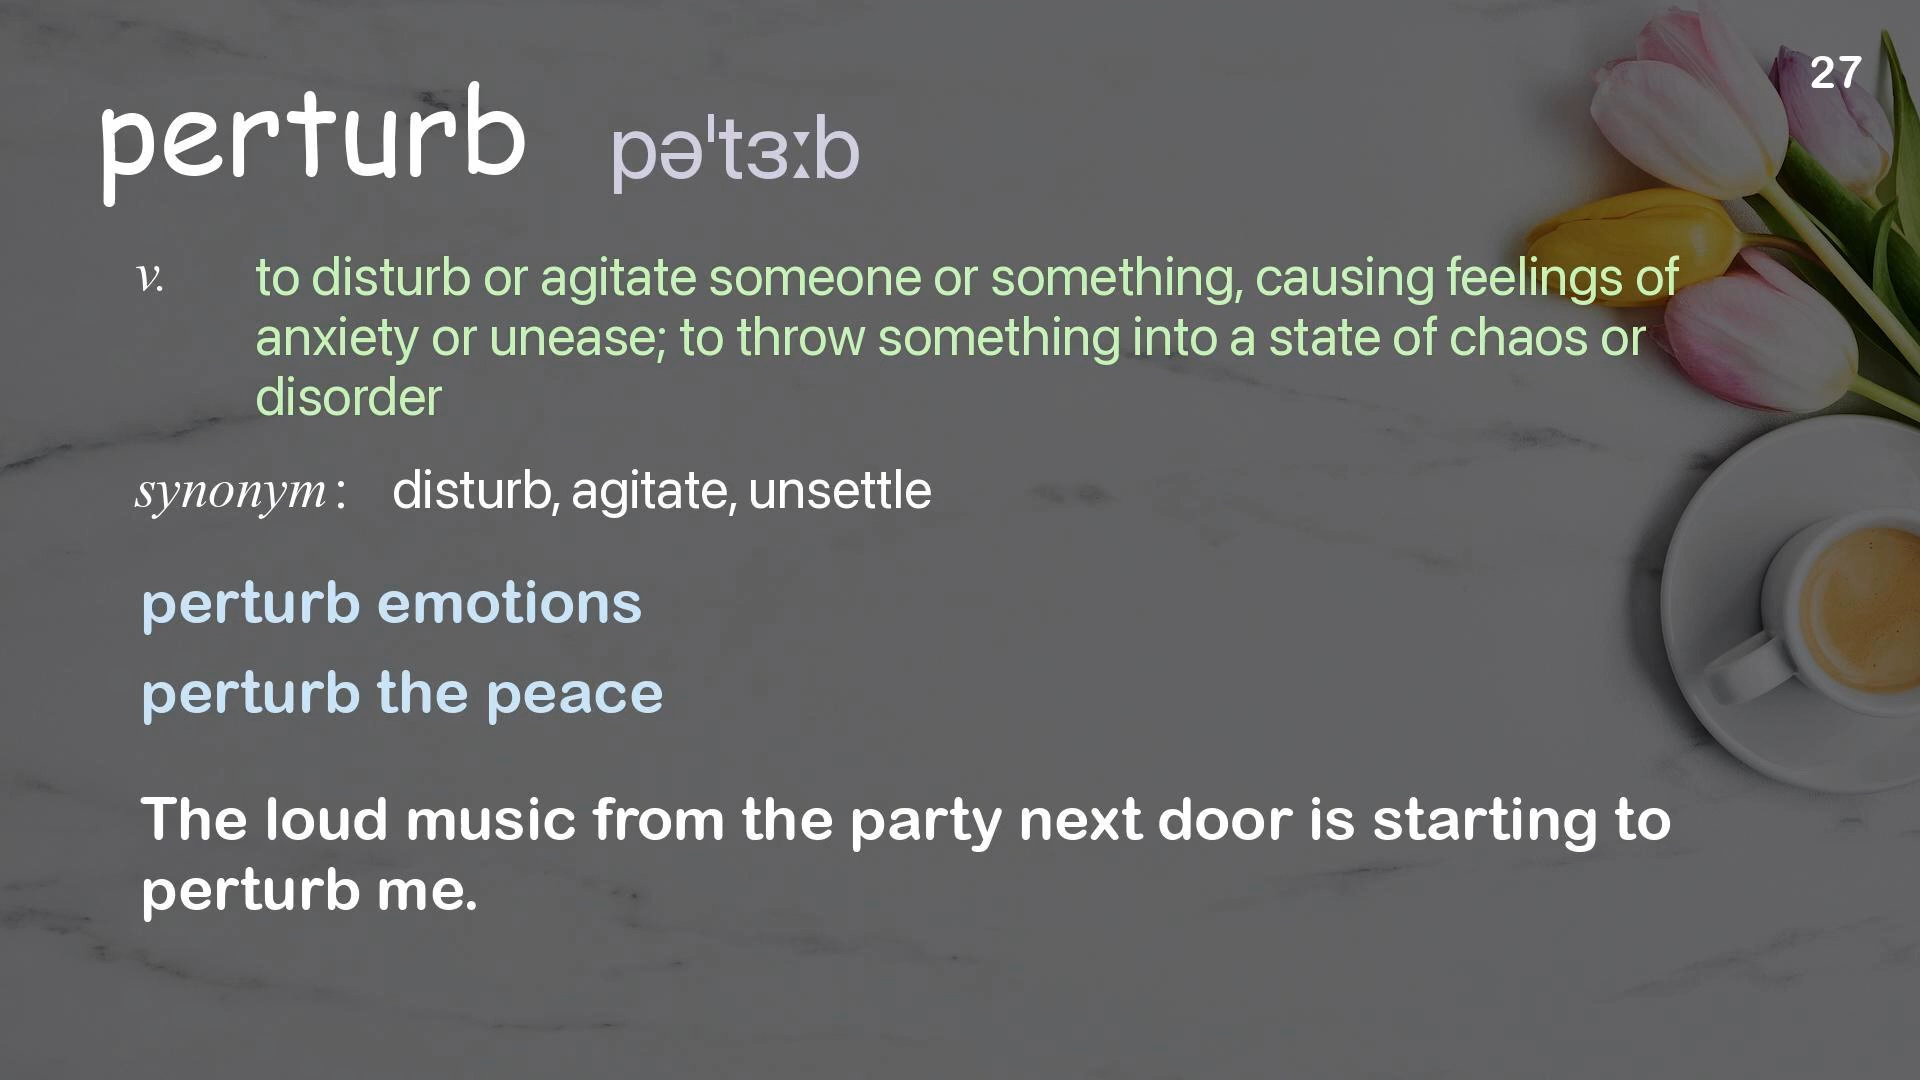 27
perturb pəˈtɜːb
v. to disturb or agitate someone or something, causing feelings of
anxiety or unease; to throw something into a state of chaos or
disorder
synonym : disturb, agitate, unsettle
perturb emotions
perturb the peace
The loud music from the party next door is starting to
perturb me.